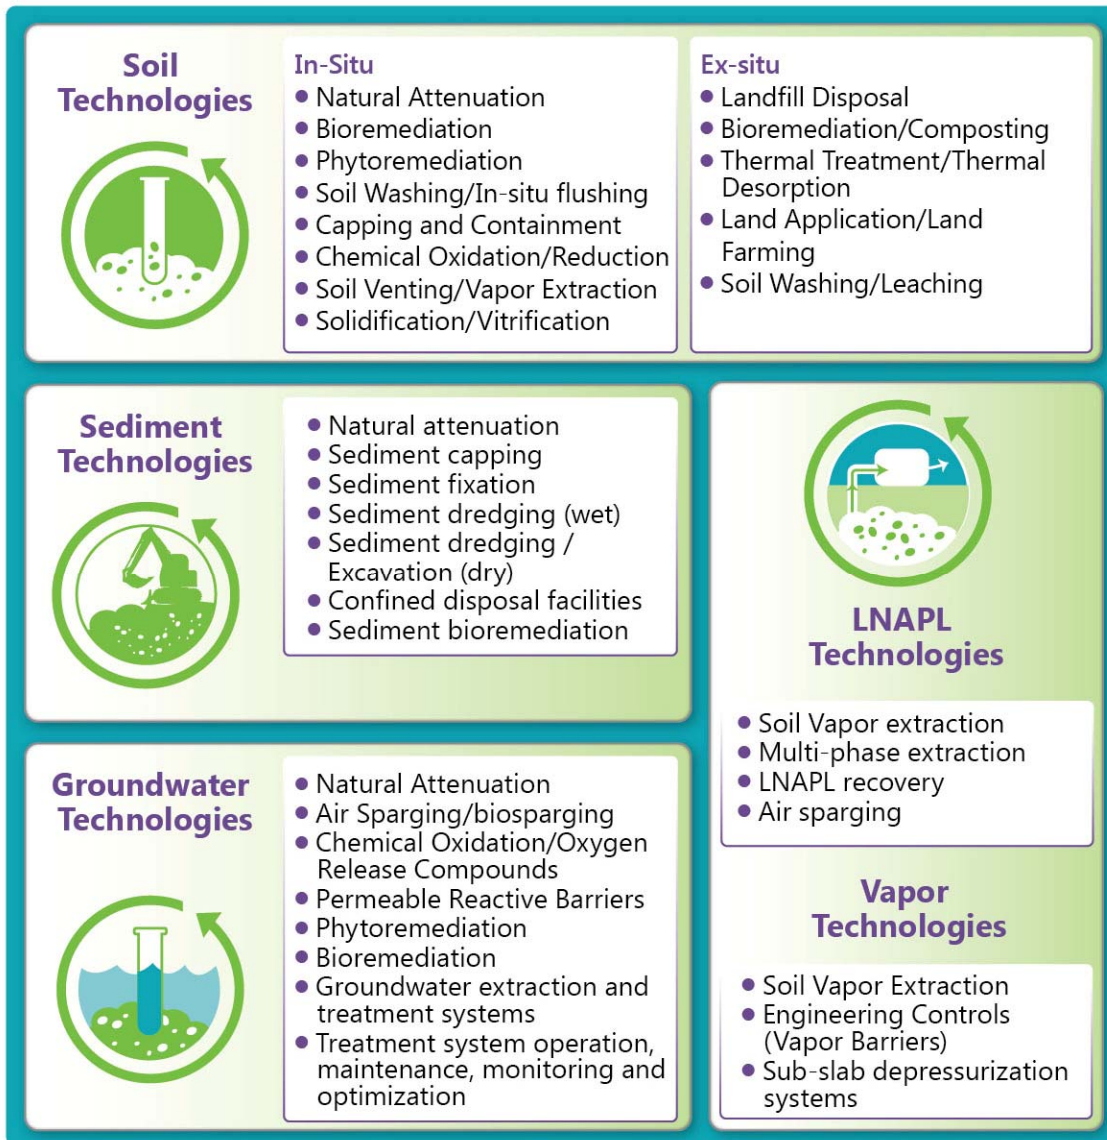 Soil
Technologies
In-Situ
• Natural Attenuation
• Bioremediation
• Phytoremediation
• Soil Washing/In-situ flushing
• Capping and Containment
• Chemical Oxidation/Reduction
• Soil Venting/Vapor Extraction
• Solidification/Vitrification
Ex-situ
• Landfill Disposal
• Bioremediation/Composting
• Thermal Treatment/Thermal
Desorption
• Land Application/Land
Farming
• Soil Washing/Leaching
Sediment
Technologies
• Natural attenuation
• Sediment capping
• Sediment fixation
• Sediment dredging (wet)
• Sediment dredging /
Excavation (dry)
• Confined disposal facilities
• Sediment bioremediation
Groundwater
Technologies
• Natural Attenuation
• Air Sparging/biosparging
• Chemical Oxidation/Oxygen
Release Compounds
• Permeable Reactive Barriers
• Phytoremediation
• Bioremediation
• Groundwater extraction and
treatment systems
• Treatment system operation,
maintenance, monitoring and
optimization
LNAPL
Technologies
• Soil Vapor extraction
• Multi-phase extraction
• LNAPL recovery
• Air sparging
Vapor
Technologies
• Soil Vapor Extraction
• Engineering Controls
(Vapor Barriers)
• Sub-slab depressurization
systems